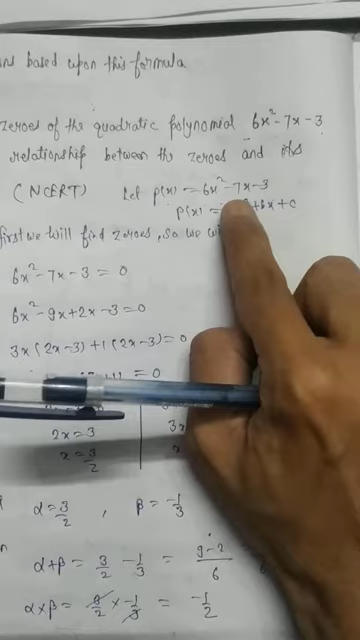 ns based upon this formula
zeroes of the quadratic polynomial 6x²-7x-3
relationship between the zeroes and its
(NCERT) Let p(x) = 6x²-7x-3
p(x) = +bx+c
first we will find zeroes, So we
6x²-7x-3=0
6x²-9x+2x-3=0
3x(2x-3)+1(2x-3)=0
=0
2x=3 3x
x=3/2 x
α=3/2 , β=-1/3
α+β = 3/2 -1/3 = 9-2/6 =
α×β = 3/2 × -1/3 = -1/2